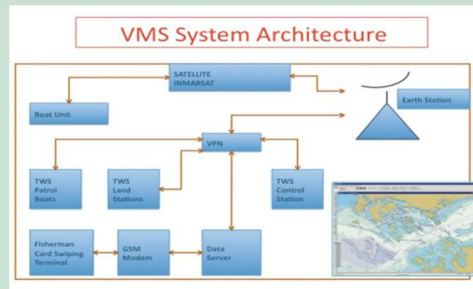 VMS System Architecture
SATELLITE
INMARSAT
Earth Station
Boat Unit
VPN
TWS
Patrol
Boats
TWS
Land
Stations
TWS
Control
Station
Fisherman
Card Swiping
Terminal
GSM
Modem
Data
Server